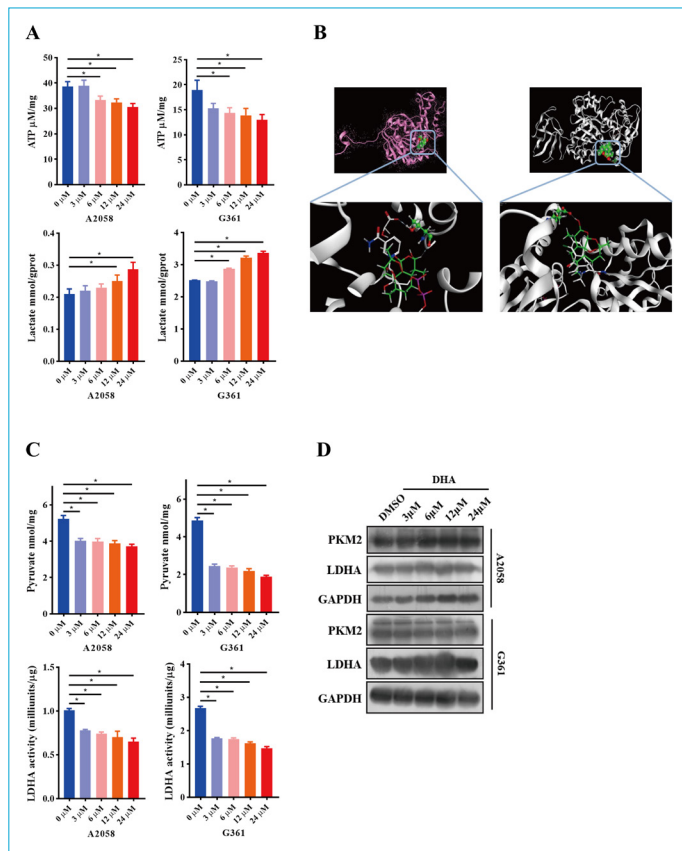 A
B
ATP μM/mg
50
40
30
20
10
0
*
*
*
0 μM
3 μM
6 μM
12 μM
24 μM
A2058
ATP μM/mg
25
20
15
10
5
0
*
*
*
0 μM
3 μM
6 μM
12 μM
24 μM
G361
Lactate mmol/gprot
0.4
0.3
0.2
0.1
0.0
*
*
0 μM
3 μM
6 μM
12 μM
24 μM
A2058
Lactate mmol/gprot
4
3
2
1
0
*
*
*
0 μM
3 μM
6 μM
12 μM
24 μM
G361
C
D
Pyruvate nmol/mg
6
4
2
0
*
*
*
*
0 μM
3 μM
6 μM
12 μM
24 μM
A2058
Pyruvate nmol/mg
6
4
2
0
*
*
*
*
0 μM
3 μM
6 μM
12 μM
24 μM
G361
LDHA activity (milliunits/μg)
1.5
1.0
0.5
0.0
*
*
*
*
0 μM
3 μM
6 μM
12 μM
24 μM
A2058
LDHA activity (milliunits/μg)
4
3
2
1
0
*
*
*
*
0 μM
3 μM
6 μM
12 μM
24 μM
G361
DHA
DMSO
3μM
6μM
12μM
24μM
PKM2
LDHA
GAPDH
A2058
PKM2
LDHA
GAPDH
G361